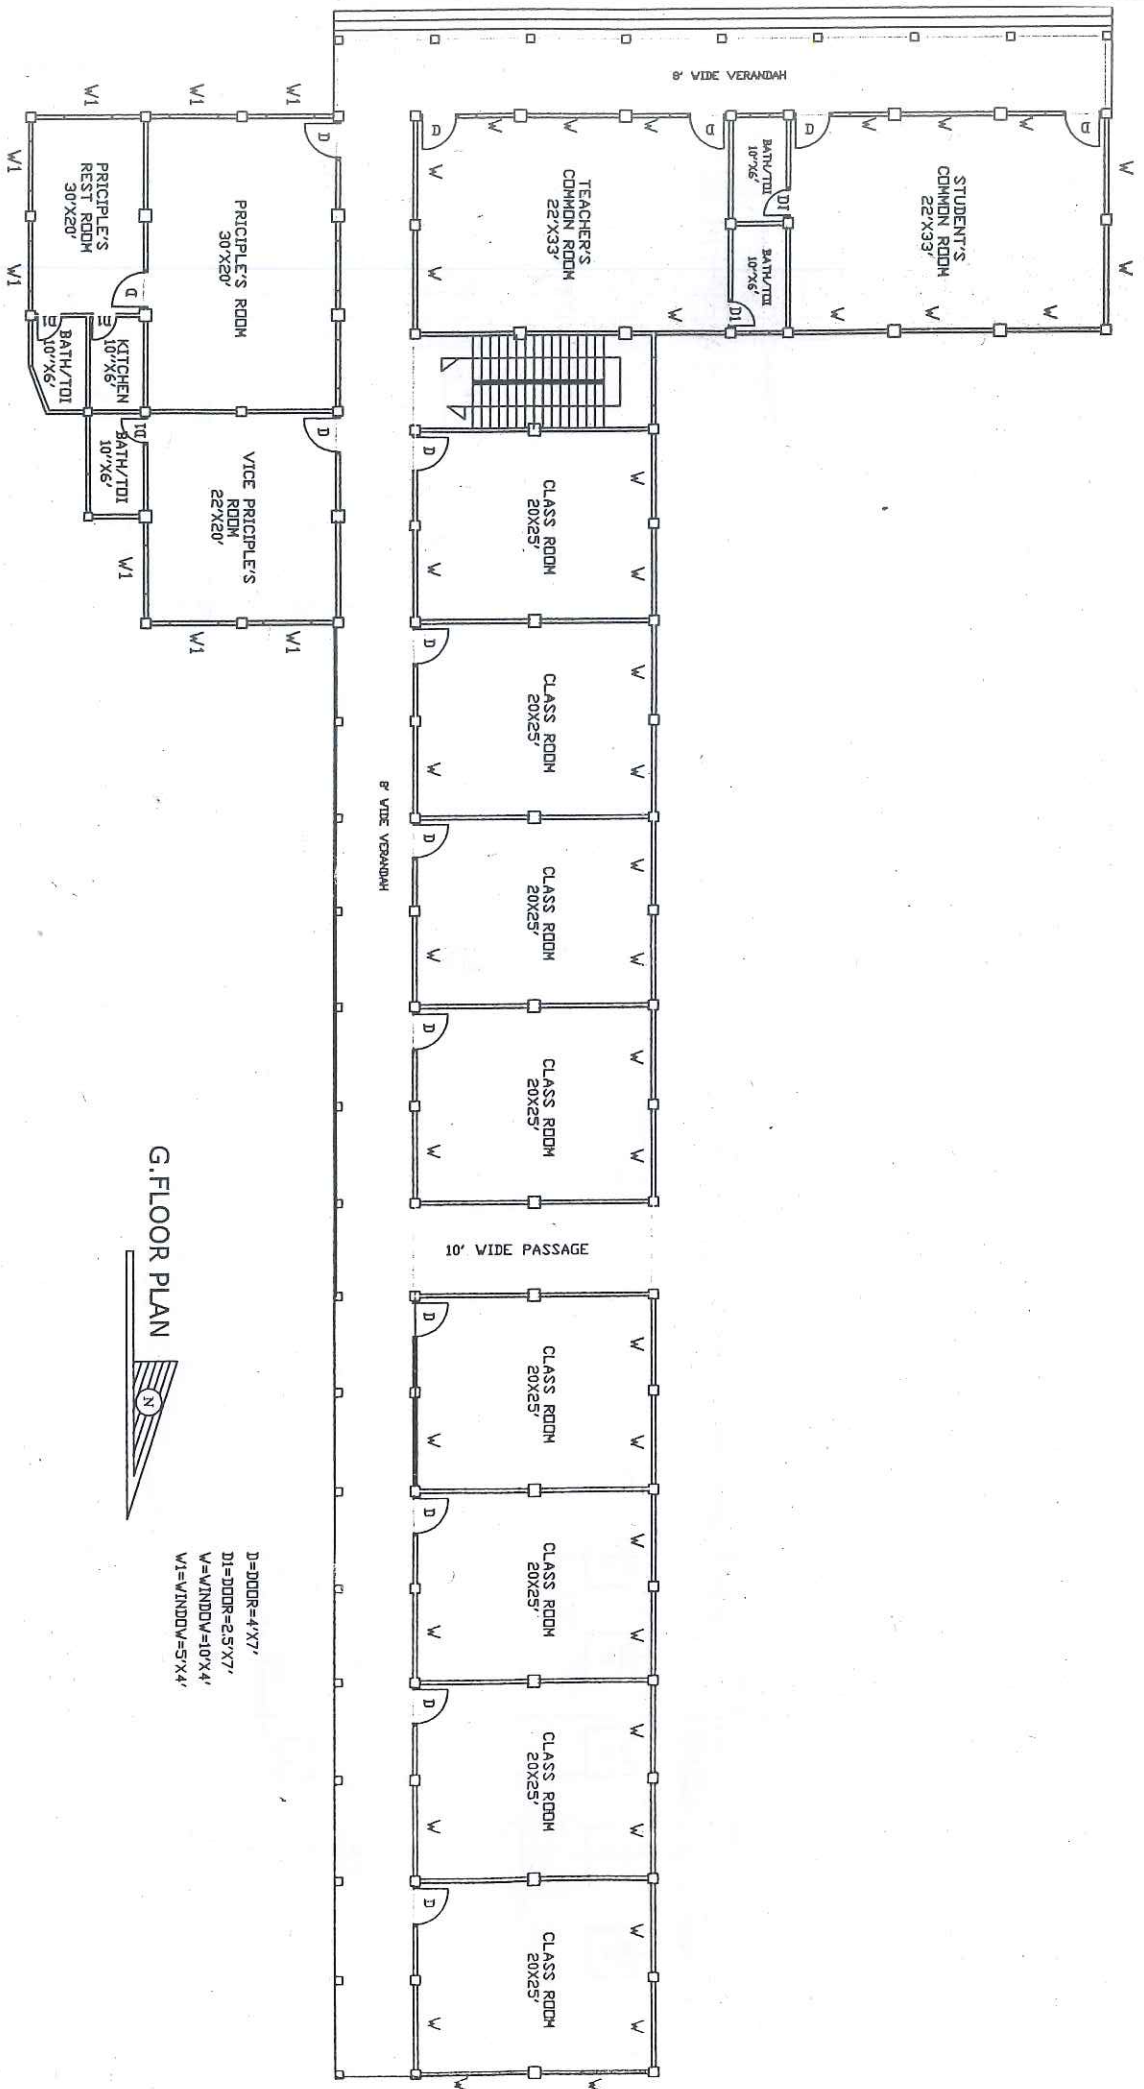 8' WIDE VERANDAH
W1
W1
W1
D
D
W
W
W
D
D
W
W
W
D
W
BATH/TOI
10''X6'
D1
STUDENT'S
COMMON ROOM
22'X33'
W
TEACHER'S
COMMON ROOM
22'X33'
W
W
PRICIPLE'S
REST ROOM
30'X20'
W1
PRICIPLE'S ROOM
30'X20'
W
BATH/TOI
10''X6'
D1
W
W
W
W
W1
D
D1
D1
KITCHEN
10''X6'
BATH/TOI
10''X6'
D1
BATH/TOI
10''X6'
D
D
W
VICE PRICIPLE'S
ROOM
22'X20'
CLASS ROOM
20X25'
W1
W
W
W1
W1
D
W
CLASS ROOM
20X25'
W
W
8' WIDE VERANDAH
D
W
CLASS ROOM
20X25'
W
W
D
W
CLASS ROOM
20X25'
W
W
G.FLOOR PLAN
N
10' WIDE PASSAGE
D
W
CLASS ROOM
20X25'
W
W
D
W
CLASS ROOM
20X25'
W
W
D=DOOR=4'X7'
D1=DOOR=2.5'X7'
W=WINDOW=10'X4'
W1=WINDOW=5'X4'
D
W
CLASS ROOM
20X25'
W
W
D
W
CLASS ROOM
20X25'
W
W
W
W